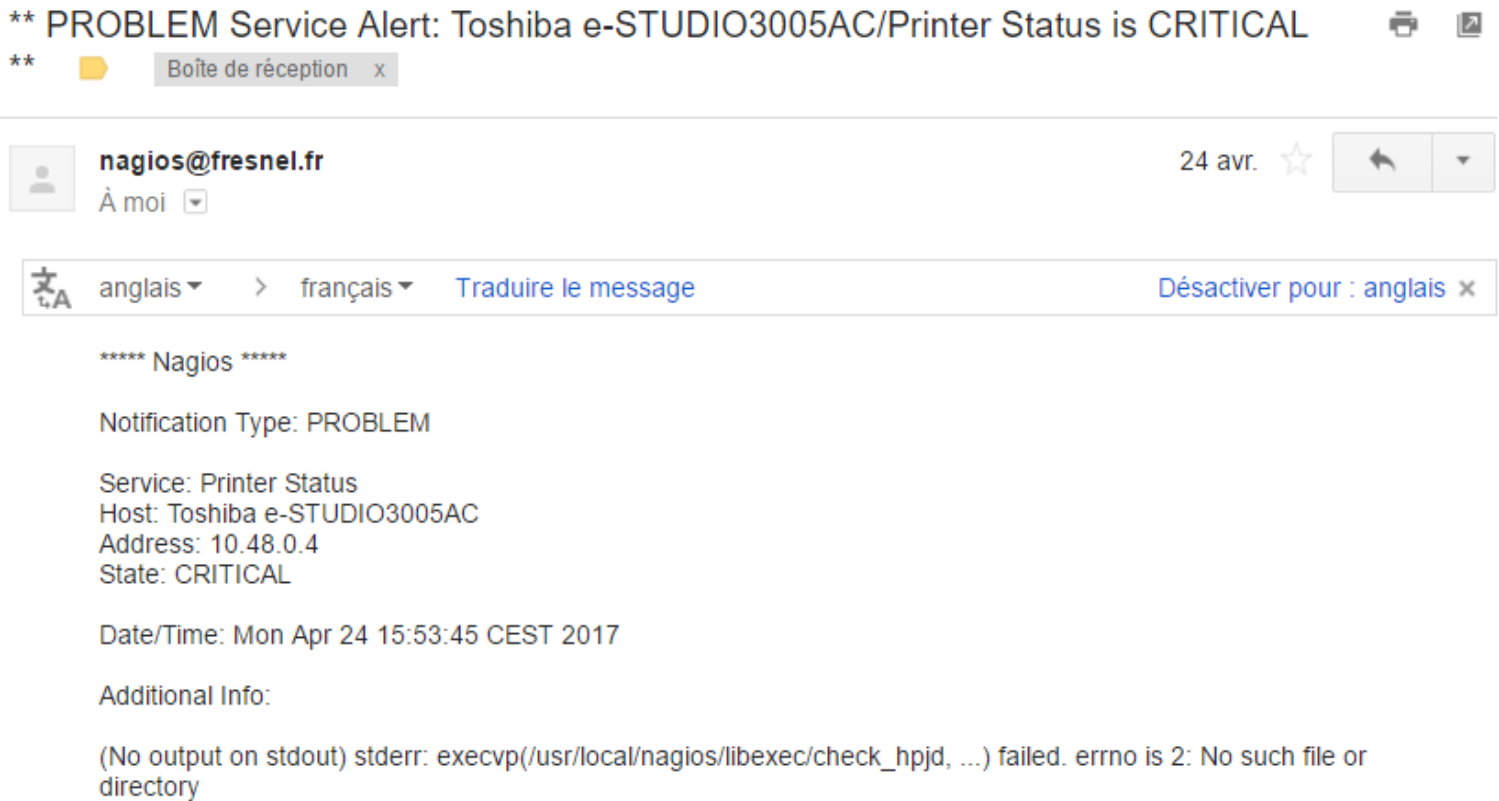 ** PROBLEM Service Alert: Toshiba e-STUDIO3005AC/Printer Status is CRITICAL
** Boîte de réception x
nagios@fresnel.fr 24 avr.
À moi
anglais > français Traduire le message Désactiver pour : anglais ×
***** Nagios *****
Notification Type: PROBLEM
Service: Printer Status
Host: Toshiba e-STUDIO3005AC
Address: 10.48.0.4
State: CRITICAL
Date/Time: Mon Apr 24 15:53:45 CEST 2017
Additional Info:
(No output on stdout) stderr: execvp(/usr/local/nagios/libexec/check_hpjd, ...) failed. errno is 2: No such file or
directory